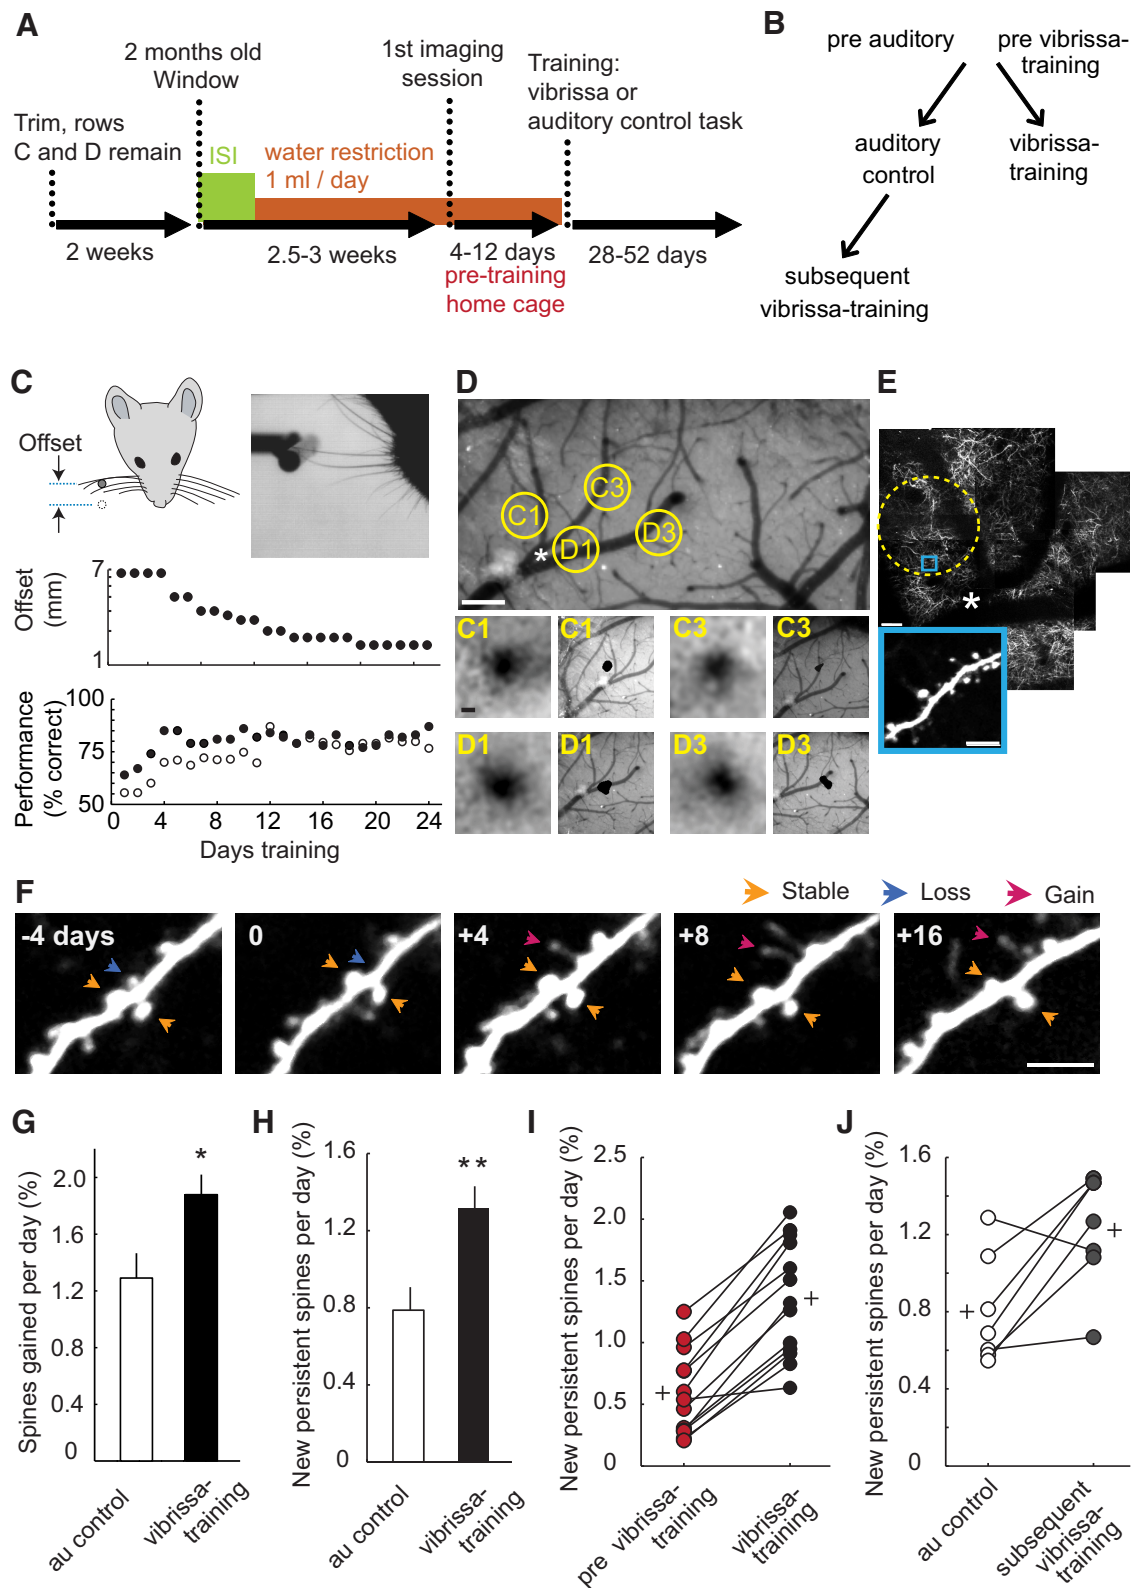 A
2 months old
Window
1st imaging
session
Training:
vibrissa or
auditory control task
Trim, rows
C and D remain
ISI
water restriction
1 ml / day
2 weeks
2.5-3 weeks
4-12 days
28-52 days
pre-training
home cage
B
pre auditory
pre vibrissa-
training
auditory
control
vibrissa-
training
subsequent
vibrissa-training
C
Offset
Offset
(mm)
7
1
Performance
(% correct)
100
75
50
0 4 8 12 16 20 24
Days training
D
C1
C3
D1
D3
*
C1
C1
C3
C3
D1
D1
D3
D3
E
*
F
Stable
Loss
Gain
-4 days
0
+4
+8
+16
G
Spines gained per day (%)
2.0
1.6
1.2
0.8
0.4
0
*
au control
vibrissa-
training
H
New persistent spines per day (%)
1.6
1.2
0.8
0.4
0
**
au control
vibrissa-
training
I
New persistent spines per day (%)
2.5
2.0
1.5
1.0
0.5
0
+
+
pre vibrissa-
training
vibrissa-
training
J
New persistent spines per day (%)
1.6
1.2
0.8
0.4
0
+
+
au control
subsequent
vibrissa-
training